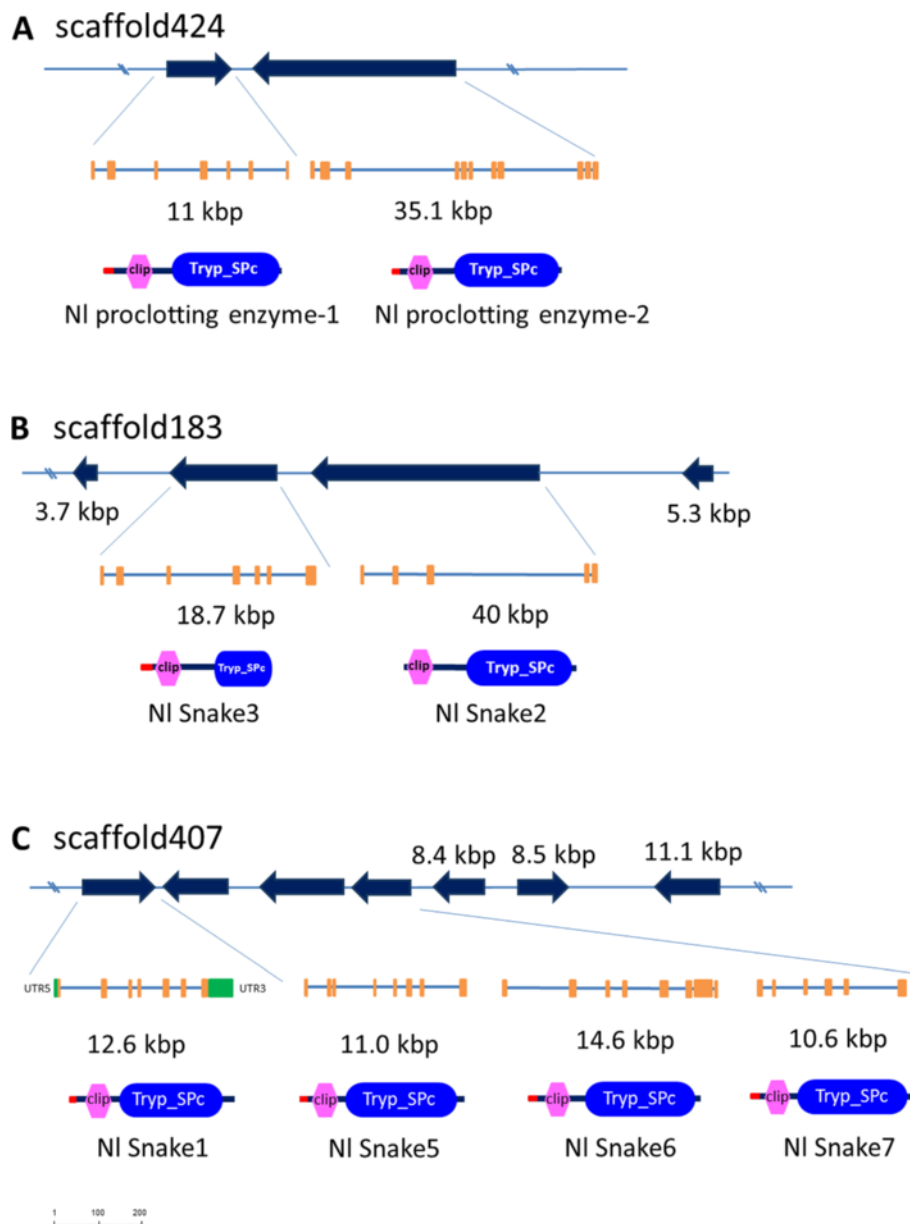 A scaffold424
11 kbp 35.1 kbp
clip Tryp_SPc clip Tryp_SPc
Nl proclotting enzyme-1 Nl proclotting enzyme-2
B scaffold183
3.7 kbp 5.3 kbp
18.7 kbp 40 kbp
clip Tryp_SPc clip Tryp_SPc
Nl Snake3 Nl Snake2
C scaffold407
8.4 kbp 8.5 kbp 11.1 kbp
UTR5 UTR3
12.6 kbp 11.0 kbp 14.6 kbp 10.6 kbp
clip Tryp_SPc clip Tryp_SPc clip Tryp_SPc clip Tryp_SPc
Nl Snake1 Nl Snake5 Nl Snake6 Nl Snake7
1 100 200